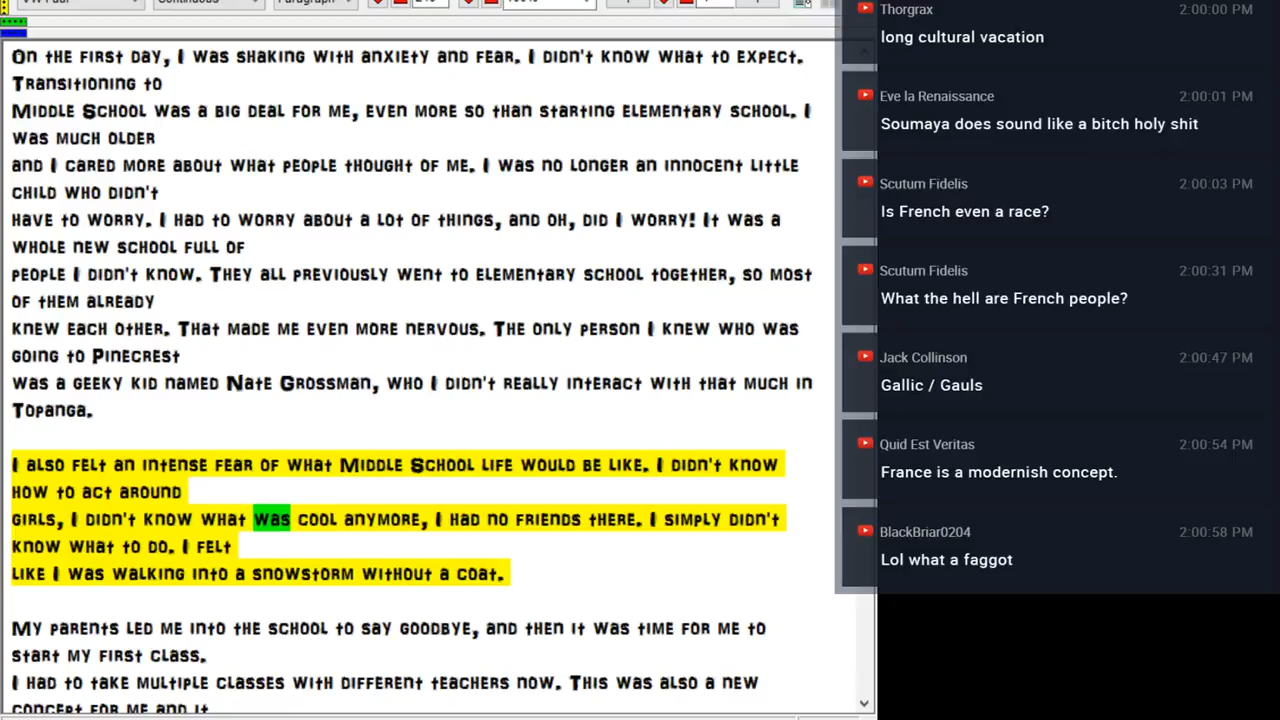 VW Paul
Continuous
Paragraph
On the first day, I was shaking with anxiety and fear. I didn't know what to expect.
Transitioning to
Middle School was a big deal for me, even more so than starting elementary school. I
was much older
and I cared more about what people thought of me. I was no longer an innocent little
child who didn't
have to worry. I had to worry about a lot of things, and oh, did I worry! It was a
whole new school full of
people I didn't know. They all previously went to elementary school together, so most
of them already
knew each other. That made me even more nervous. The only person I knew who was
going to Pinecrest
was a geeky kid named Nate Grossman, who I didn't really interact with that much in
Topanga.
I also felt an intense fear of what Middle School life would be like. I didn't know
how to act around
girls, I didn't know what was cool anymore, I had no friends there. I simply didn't
know what to do. I felt
like I was walking into a snowstorm without a coat.
My parents led me into the school to say goodbye, and then it was time for me to
start my first class.
I had to take multiple classes with different teachers now. This was also a new
concept for me and it
Thorgrax 2:00:00 PM
long cultural vacation
Eve la Renaissance 2:00:01 PM
Soumaya does sound like a bitch holy shit
Scutum Fidelis 2:00:03 PM
Is French even a race?
Scutum Fidelis 2:00:31 PM
What the hell are French people?
Jack Collinson 2:00:47 PM
Gallic / Gauls
Quid Est Veritas 2:00:54 PM
France is a modernish concept.
BlackBriar0204 2:00:58 PM
Lol what a faggot